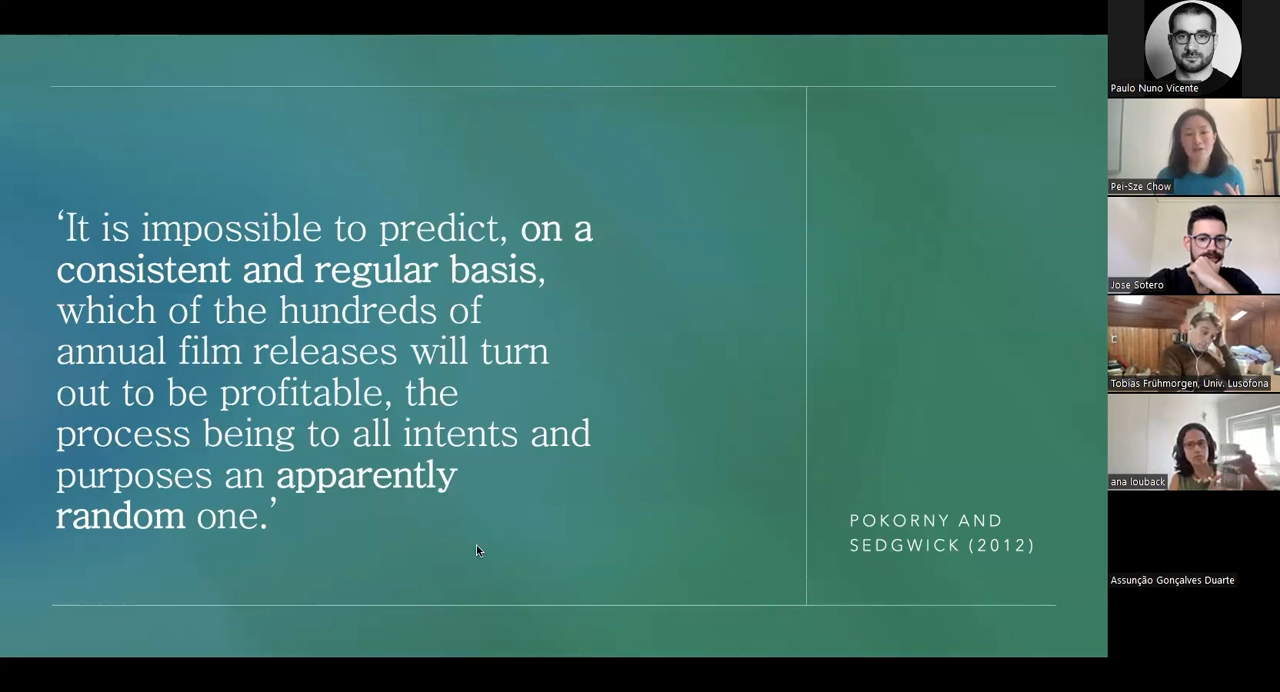 ‘It is impossible to predict, on a
consistent and regular basis,
which of the hundreds of
annual film releases will turn
out to be profitable, the
process being to all intents and
purposes an apparently
random one.’
POKORNY AND
SEDGWICK (2012)
Paulo Nuno Vicente
Pei-Sze Chow
Jose Sotero
Tobias Frühmorgen, Univ. Lusófona
ana louback
Assunção Gonçalves Duarte